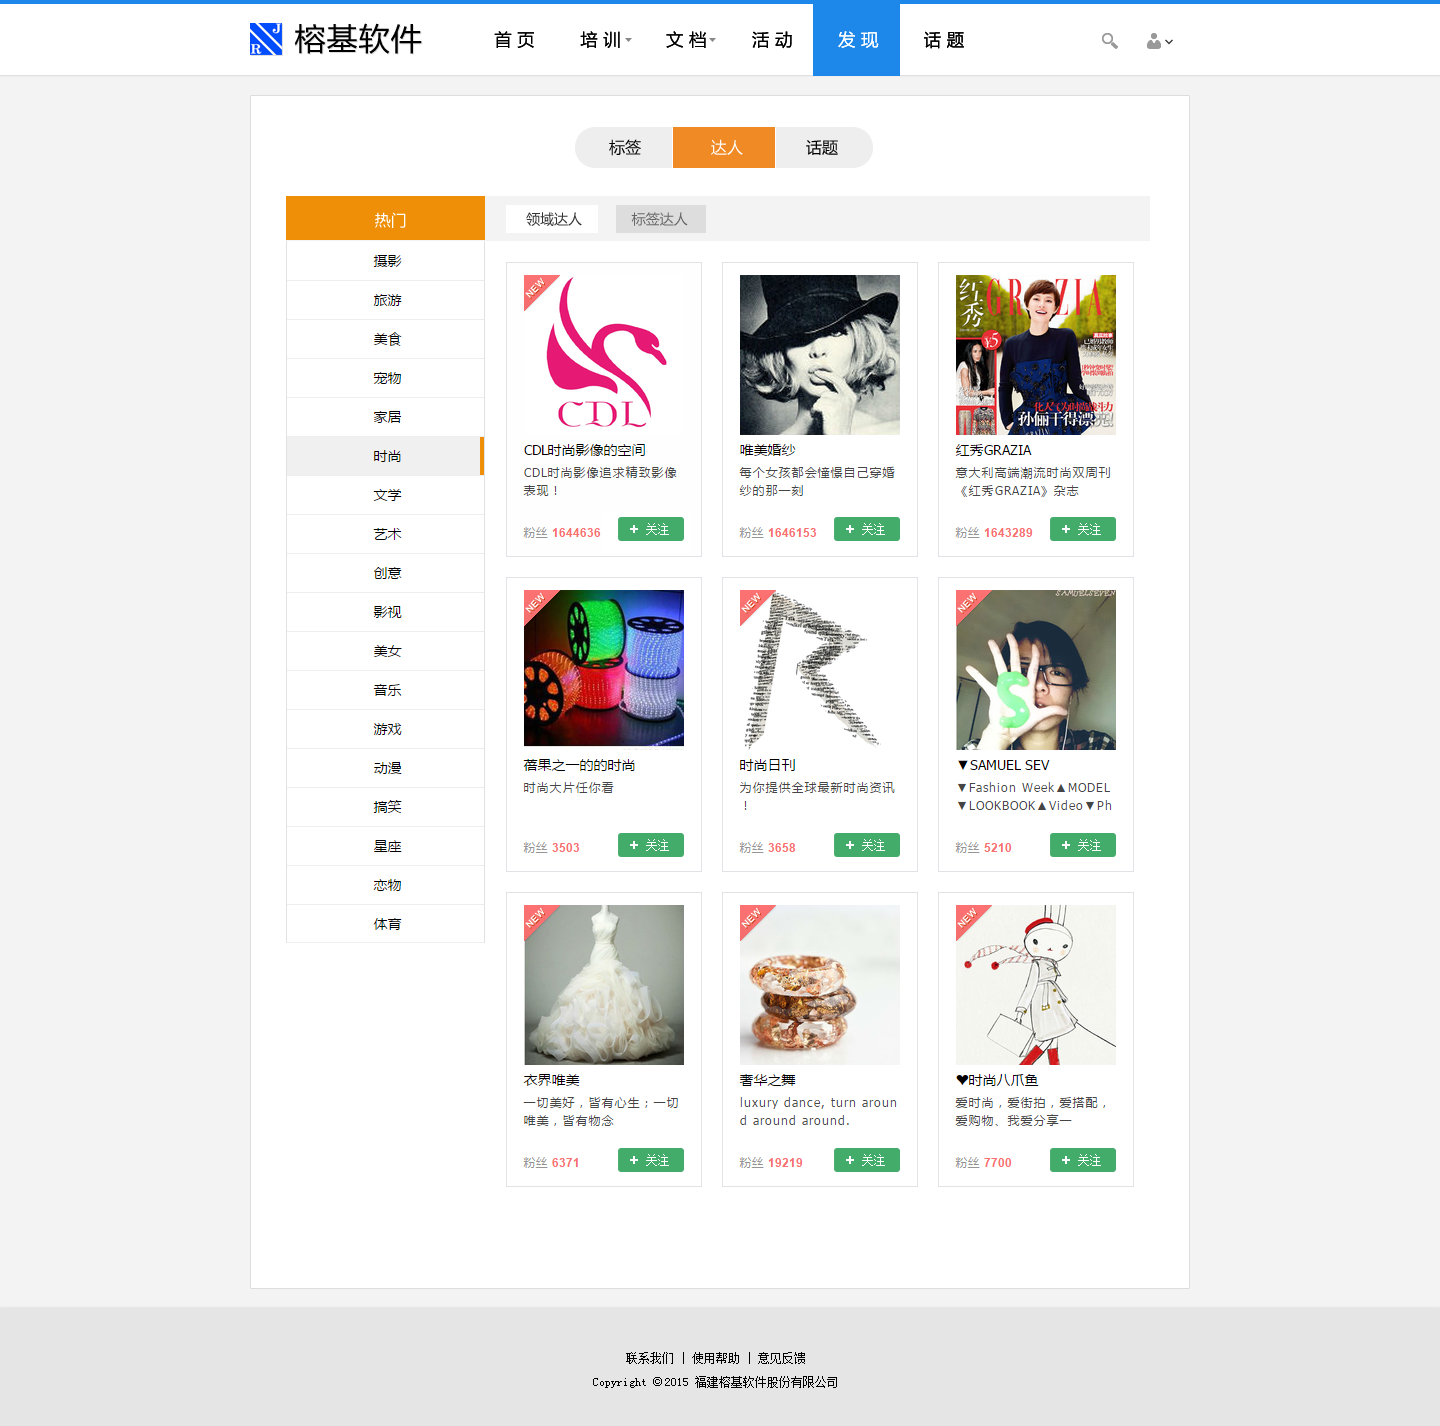 榕基软件
首页 培训 文档 活动 发现 话题
标签 达人 话题
热门
领域达人 标签达人
摄影
旅游
美食
宠物
家居
时尚
文学
艺术
创意
影视
美女
音乐
游戏
动漫
搞笑
星座
恋物
体育
NEW
CDL
CDL时尚影像的空间
CDL时尚影像追求精致影像
表现！
粉丝 1644636 + 关注
唯美婚纱
每个女孩都会憧憬自己穿婚
纱的那一刻
粉丝 1646153 + 关注
红秀
GRAZIA
¥5
孙俪干得漂亮!
红秀GRAZIA
意大利高端潮流时尚双周刊
《红秀GRAZIA》杂志
粉丝 1643289 + 关注
NEW
蓓果之一的的时尚
时尚大片任你看
粉丝 3503 + 关注
NEW
时尚日刊
为你提供全球最新时尚资讯
！
粉丝 3658 + 关注
NEW
SAMUELSEVEN
▼SAMUEL SEV
▼Fashion Week▲MODEL
▼LOOKBOOK▲Video▼Ph
粉丝 5210 + 关注
NEW
衣界唯美
一切美好，皆有心生；一切
唯美，皆有物念
粉丝 6371 + 关注
NEW
奢华之舞
luxury dance, turn aroun
d around around.
粉丝 19219 + 关注
NEW
♥时尚八爪鱼
爱时尚，爱街拍，爱搭配，
爱购物、我爱分享一
粉丝 7700 + 关注
联系我们 | 使用帮助 | 意见反馈
Copyright ©2015 福建榕基软件股份有限公司